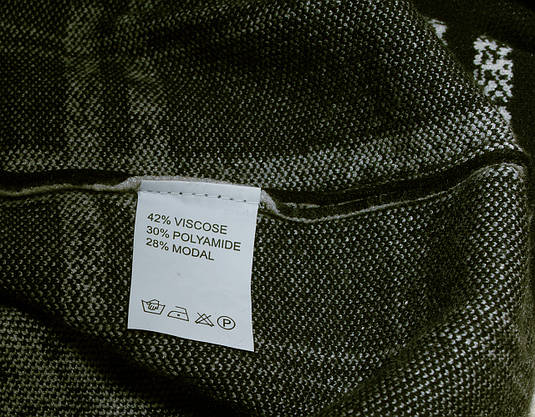 42% VISCOSE
30% POLYAMIDE
28% MODAL
P